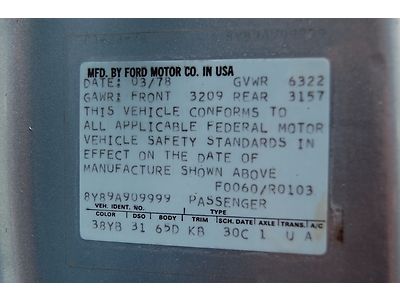 MFD. BY FORD MOTOR CO. IN USA
DATE: 03/78 GVWR 6322
GAWR: FRONT 3209 REAR 3157
THIS VEHICLE CONFORMS TO
ALL APPLICABLE FEDERAL MOTOR
VEHICLE SAFETY STANDARDS IN
EFFECT ON THE DATE OF
MANUFACTURE SHOWN ABOVE
F0060/R0103
8Y89A909999 PASSENGER
VEH. IDENT. NO. TYPE
COLOR DSO BODY TRIM SCH. DATE AXLE TRANS. A/C
38YB 31 65D KB 30C 1 U A